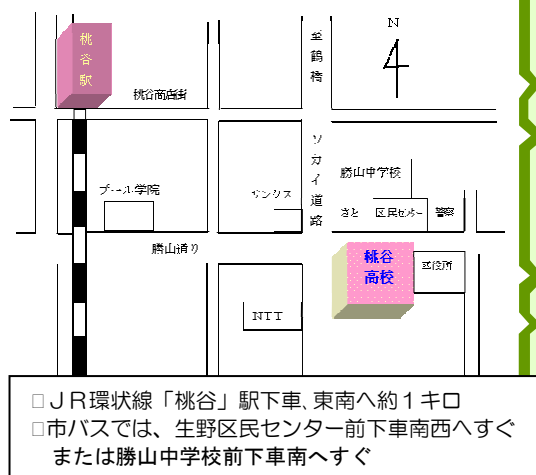 桃谷駅
至鶴橋
N
桃谷商店街
ソカイ道路
勝山中学校
プール学院
サンクス
さと
区民センター
警察
勝山通り
桃谷
高校
区役所
NTT
□ＪＲ環状線「桃谷」駅下車、東南へ約１キロ
□市バスでは、生野区民センター前下車南西へすぐ
または勝山中学校前下車南へすぐ